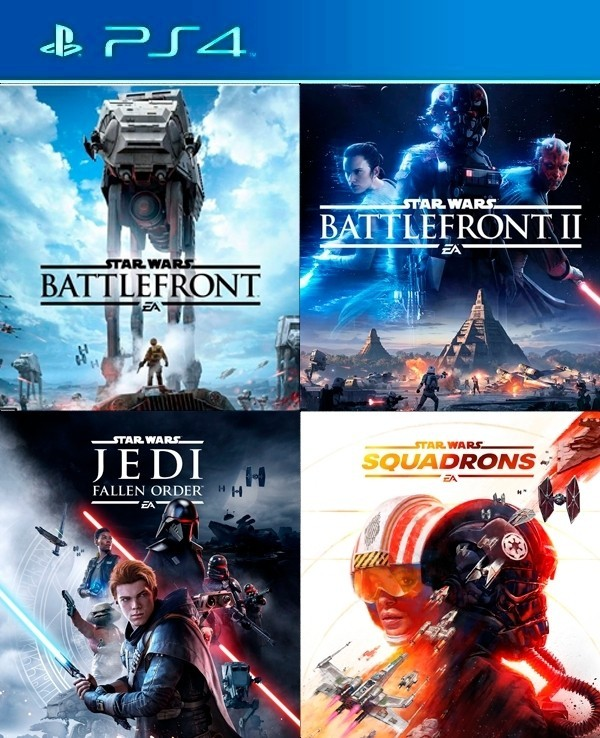 PS4
STAR WARS
BATTLEFRONT
EA
STAR WARS
BATTLEFRONT II
EA
STAR WARS
JEDI
FALLEN ORDER
EA
STAR WARS
SQUADRONS
EA